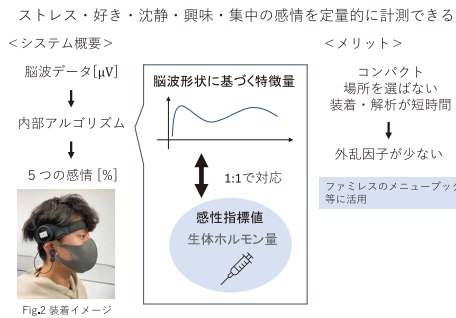 ストレス・好き・沈静・興味・集中の感情を定量的に計測できる
＜システム概要＞
脳波データ[μV]
内部アルゴリズム
５つの感情 [%]
Fig.2 装着イメージ
脳波形状に基づく特徴量
1:1で対応
感性指標値
生体ホルモン量
＜メリット＞
コンパクト
場所を選ばない
装着・解析が短時間
外乱因子が少ない
ファミレスのメニューブック
等に活用